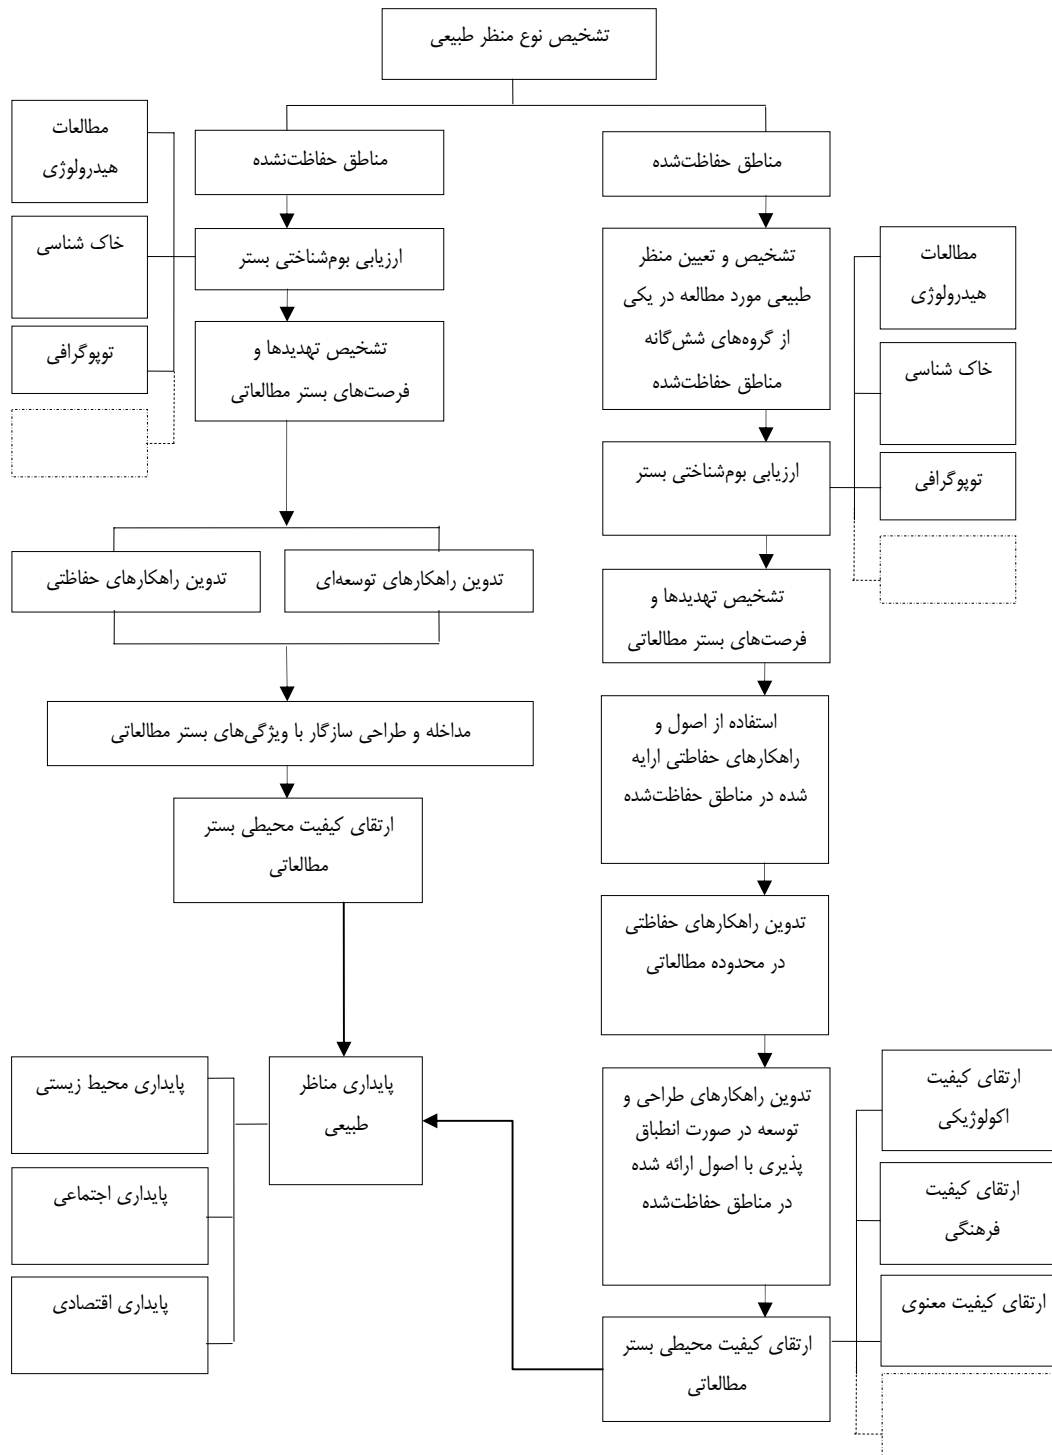 تشخیص نوع منظر طبیعی
مناطق حفاظت‌شده
تشخیص و تعیین منظر
طبیعی مورد مطالعه در یکی
از گروه‌های شش‌گانه
مناطق حفاظت‌شده
ارزیابی بوم‌شناختی بستر
مطالعات
هیدرولوژی
خاک شناسی
توپوگرافی
تشخیص تهدیدها و
فرصت‌های بستر مطالعاتی
استفاده از اصول و
راهکارهای حفاطتی ارایه
شده در مناطق حفاظت‌شده
تدوین راهکارهای حفاظتی
در محدوده مطالعاتی
تدوین راهکارهای طراحی و
توسعه در صورت انطباق
پذیری با اصول ارائه شده
در مناطق حفاظت‌شده
ارتقای کیفیت محیطی بستر
مطالعاتی
ارتقای کیفیت
اکولوژیکی
ارتقای کیفیت
فرهنگی
ارتقای کیفیت معنوی
مناطق حفاظت‌نشده
ارزیابی بوم‌شناختی بستر
مطالعات
هیدرولوژی
خاک شناسی
توپوگرافی
تشخیص تهدیدها و
فرصت‌های بستر مطالعاتی
تدوین راهکارهای توسعه‌ای
تدوین راهکارهای حفاظتی
مداخله و طراحی سازگار با ویژگی‌های بستر مطالعاتی
ارتقای کیفیت محیطی بستر
مطالعاتی
پایداری مناظر
طبیعی
پایداری محیط زیستی
پایداری اجتماعی
پایداری اقتصادی